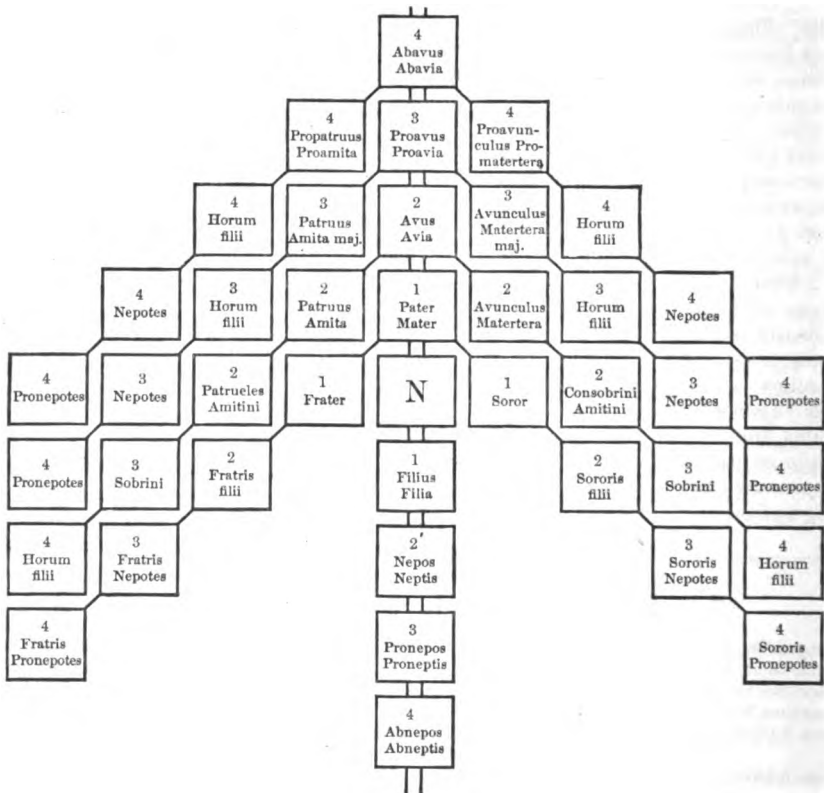 4
Abavus
Abavia
4
Propatruus
Proamita
3
Proavus
Proavia
4
Proavun-
culus Pro-
matertera
4
Horum
filii
3
Patruus
Amita maj.
2
Avus
Avia
3
Avunculus
Matertera
maj.
4
Horum
filii
4
Nepotes
3
Horum
filii
2
Patruus
Amita
1
Pater
Mater
2
Avunculus
Matertera
3
Horum
filii
4
Nepotes
4
Pronepotes
3
Nepotes
2
Patrueles
Amitini
1
Frater
N
1
Soror
2
Consobrini
Amitini
3
Nepotes
4
Pronepotes
4
Pronepotes
3
Sobrini
2
Fratris
filii
1
Filius
Filia
2
Sororis
filii
3
Sobrini
4
Pronepotes
4
Horum
filii
3
Fratris
Nepotes
2′
Nepos
Neptis
3
Sororis
Nepotes
4
Horum
filii
4
Fratris
Pronepotes
3
Pronepos
Proneptis
4
Sororis
Pronepotes
4
Abnepos
Abneptis